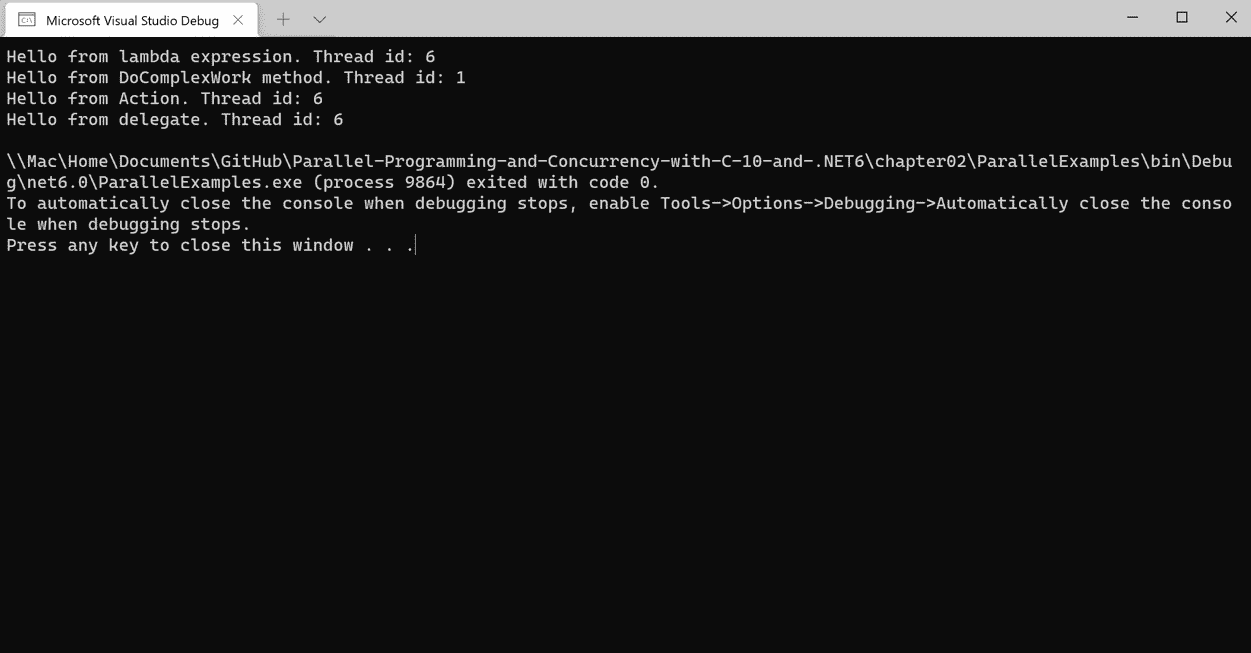 Microsoft Visual Studio Debug
Hello from lambda expression. Thread id: 6
Hello from DoComplexWork method. Thread id: 1
Hello from Action. Thread id: 6
Hello from delegate. Thread id: 6
\\Mac\Home\Documents\GitHub\Parallel-Programming-and-Concurrency-with-C-10-and-.NET6\chapter02\ParallelExamples\bin\Debu
g\net6.0\ParallelExamples.exe (process 9864) exited with code 0.
To automatically close the console when debugging stops, enable Tools->Options->Debugging->Automatically close the conso
le when debugging stops.
Press any key to close this window . . .